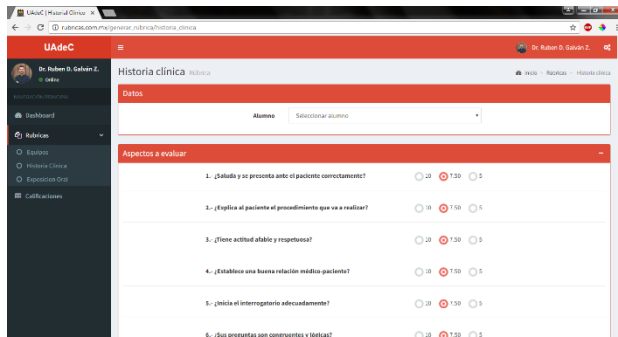 UAdeC | Historial Clinico
rubricas.com.mx/generar_rubrica/historia_clinica
UAdeC
Dr. Ruben D. Galván Z.
Dr. Ruben D. Galván Z.
Online
Historia clínica Rubrica
Inicio > Rubricas > Historia clínica
NAVEGACIÓN PRINCIPAL
Datos
Dashboard
Alumno Seleccionar alumno
Rubricas
Equipos
Historia Clinica
Exposicion Oral
Calificaciones
Aspectos a evaluar
1.- ¿Saluda y se presenta ante el paciente correctamente? 10 7.50 5
2.- ¿Explica al paciente el procedimiento que va a realizar? 10 7.50 5
3.- ¿Tiene actitud afable y respetuosa? 10 7.50 5
4.- ¿Establece una buena relación médico-paciente? 10 7.50 5
5.- ¿Inicia el interrogatorio adecuadamente? 10 7.50 5
6.- ¿Sus preguntas son congruentes y lógicas? 10 7.50 5